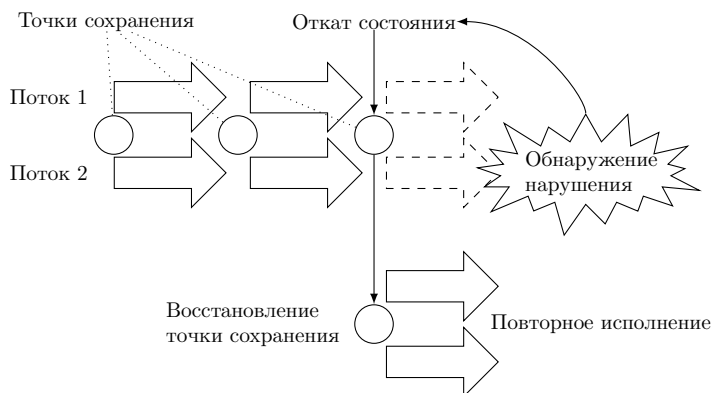 Точки сохранения
Откат состояния
Поток 1
Поток 2
Обнаружение
нарушения
Восстановление
точки сохранения
Повторное исполнение